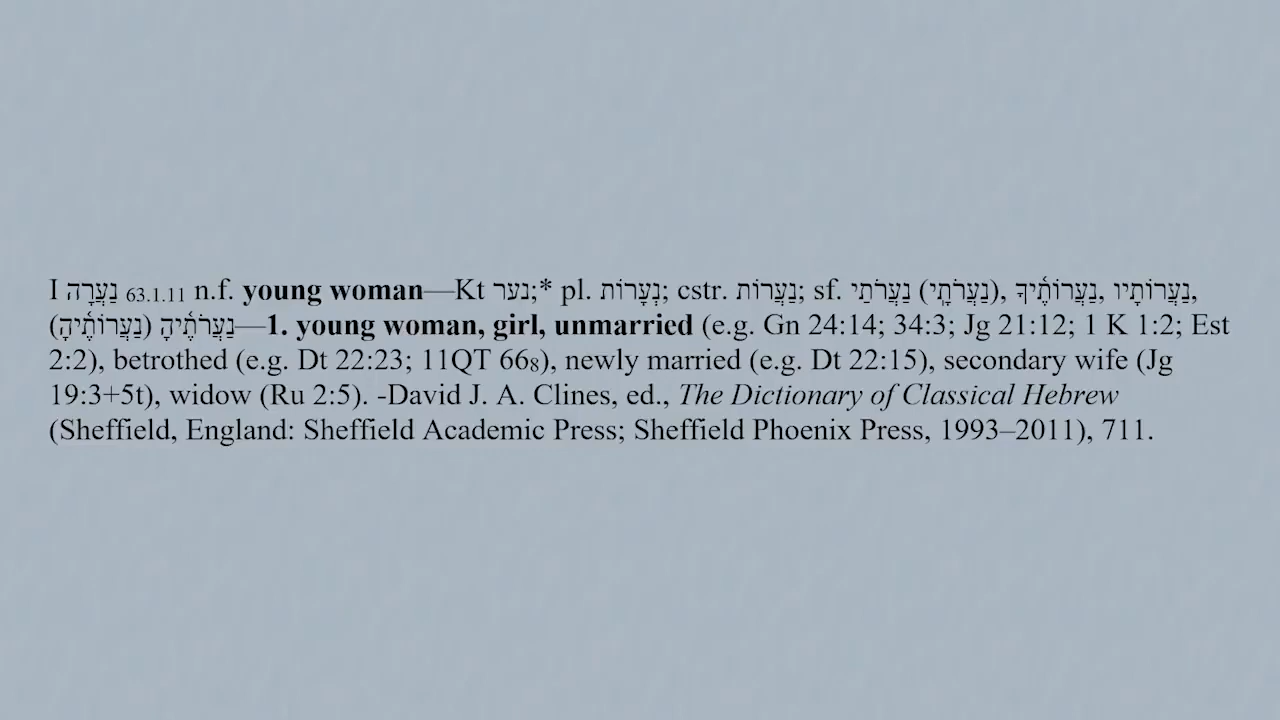 I נַעֲרָה 63.1.11 n.f. young woman—Kt נער;* pl. נְעָרוֹת; cstr. נַעֲרוֹת; sf. נַעֲרֹתַי (נַעֲרֹתָי), נַעֲרוֹתֶ֫יךָ, נַעֲרוֹתָיו,
(נַעֲרוֹתֶ֫יהָ) נַעֲרֹתֶ֫יהָ—1. young woman, girl, unmarried (e.g. Gn 24:14; 34:3; Jg 21:12; 1 K 1:2; Est
2:2), betrothed (e.g. Dt 22:23; 11QT 66₈), newly married (e.g. Dt 22:15), secondary wife (Jg
19:3+5t), widow (Ru 2:5). -David J. A. Clines, ed., The Dictionary of Classical Hebrew
(Sheffield, England: Sheffield Academic Press; Sheffield Phoenix Press, 1993–2011), 711.